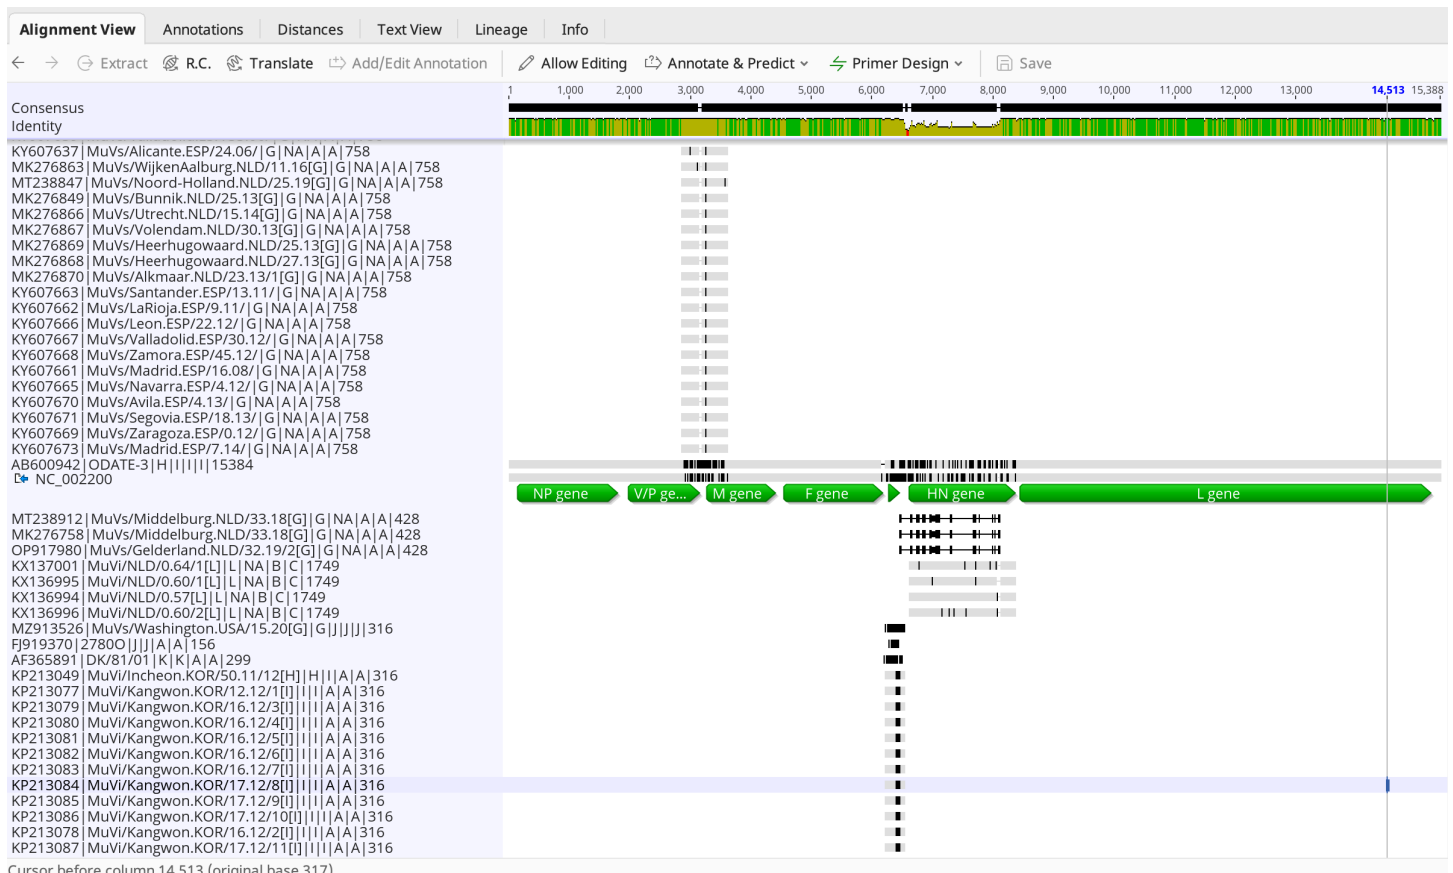 Alignment View Annotations Distances Text View Lineage Info
Extract R.C. Translate Add/Edit Annotation Allow Editing Annotate & Predict Primer Design Save
1 1,000 2,000 3,000 4,000 5,000 6,000 7,000 8,000 9,000 10,000 11,000 12,000 13,000 14,513 15,388
Consensus
Identity
KY607637|MuVs/Alicante.ESP/24.06/|G|NA|A|A|758
MK276863|MuVs/WijkenAalburg.NLD/11.16[G]|G|NA|A|A|758
MT238847|MuVs/Noord-Holland.NLD/25.19[G]|G|NA|A|A|758
MK276849|MuVs/Bunnik.NLD/25.13[G]|G|NA|A|A|758
MK276866|MuVs/Utrecht.NLD/15.14[G]|G|NA|A|A|758
MK276867|MuVs/Volendam.NLD/30.13[G]|G|NA|A|A|758
MK276869|MuVs/Heerhugowaard.NLD/25.13[G]|G|NA|A|A|758
MK276868|MuVs/Heerhugowaard.NLD/27.13[G]|G|NA|A|A|758
MK276870|MuVs/Alkmaar.NLD/23.13/1[G]|G|NA|A|A|758
KY607663|MuVs/Santander.ESP/13.11/|G|NA|A|A|758
KY607662|MuVs/LaRioja.ESP/9.11/|G|NA|A|A|758
KY607666|MuVs/Leon.ESP/22.12/|G|NA|A|A|758
KY607667|MuVs/Valladolid.ESP/30.12/|G|NA|A|A|758
KY607668|MuVs/Zamora.ESP/45.12/|G|NA|A|A|758
KY607661|MuVs/Madrid.ESP/16.08/|G|NA|A|A|758
KY607665|MuVs/Navarra.ESP/4.12/|G|NA|A|A|758
KY607670|MuVs/Avila.ESP/4.13/|G|NA|A|A|758
KY607671|MuVs/Segovia.ESP/18.13/|G|NA|A|A|758
KY607669|MuVs/Zaragoza.ESP/0.12/|G|NA|A|A|758
KY607673|MuVs/Madrid.ESP/7.14/|G|NA|A|A|758
AB600942|ODATE-3|H|I|I|I|15384
NC_002200
NP gene V/P ge... M gene F gene HN gene L gene
MT238912|MuVs/Middelburg.NLD/33.18[G]|G|NA|A|A|428
MK276758|MuVs/Middelburg.NLD/33.18[G]|G|NA|A|A|428
OP917980|MuVs/Gelderland.NLD/32.19/2[G]|G|NA|A|A|428
KX137001|MuVi/NLD/0.64/1[L]|L|NA|B|C|1749
KX136995|MuVi/NLD/0.60/1[L]|L|NA|B|C|1749
KX136994|MuVi/NLD/0.57[L]|L|NA|B|C|1749
KX136996|MuVi/NLD/0.60/2[L]|L|NA|B|C|1749
MZ913526|MuVs/Washington.USA/15.20[G]|G|J|J|J|316
FJ919370|2780O|J|J|A|A|156
AF365891|DK/81/01|K|K|A|A|299
KP213049|MuVi/Incheon.KOR/50.11/12[H]|H|I|A|A|316
KP213077|MuVi/Kangwon.KOR/12.12/1[I]|I|I|A|A|316
KP213079|MuVi/Kangwon.KOR/16.12/3[I]|I|I|A|A|316
KP213080|MuVi/Kangwon.KOR/16.12/4[I]|I|I|A|A|316
KP213081|MuVi/Kangwon.KOR/16.12/5[I]|I|I|A|A|316
KP213082|MuVi/Kangwon.KOR/16.12/6[I]|I|I|A|A|316
KP213083|MuVi/Kangwon.KOR/16.12/7[I]|I|I|A|A|316
KP213084|MuVi/Kangwon.KOR/17.12/8[I]|I|I|A|A|316
KP213085|MuVi/Kangwon.KOR/17.12/9[I]|I|I|A|A|316
KP213086|MuVi/Kangwon.KOR/17.12/10[I]|I|I|A|A|316
KP213078|MuVi/Kangwon.KOR/16.12/2[I]|I|I|A|A|316
KP213087|MuVi/Kangwon.KOR/17.12/11[I]|I|I|A|A|316
Cursor before column 14,513 (original base 317)